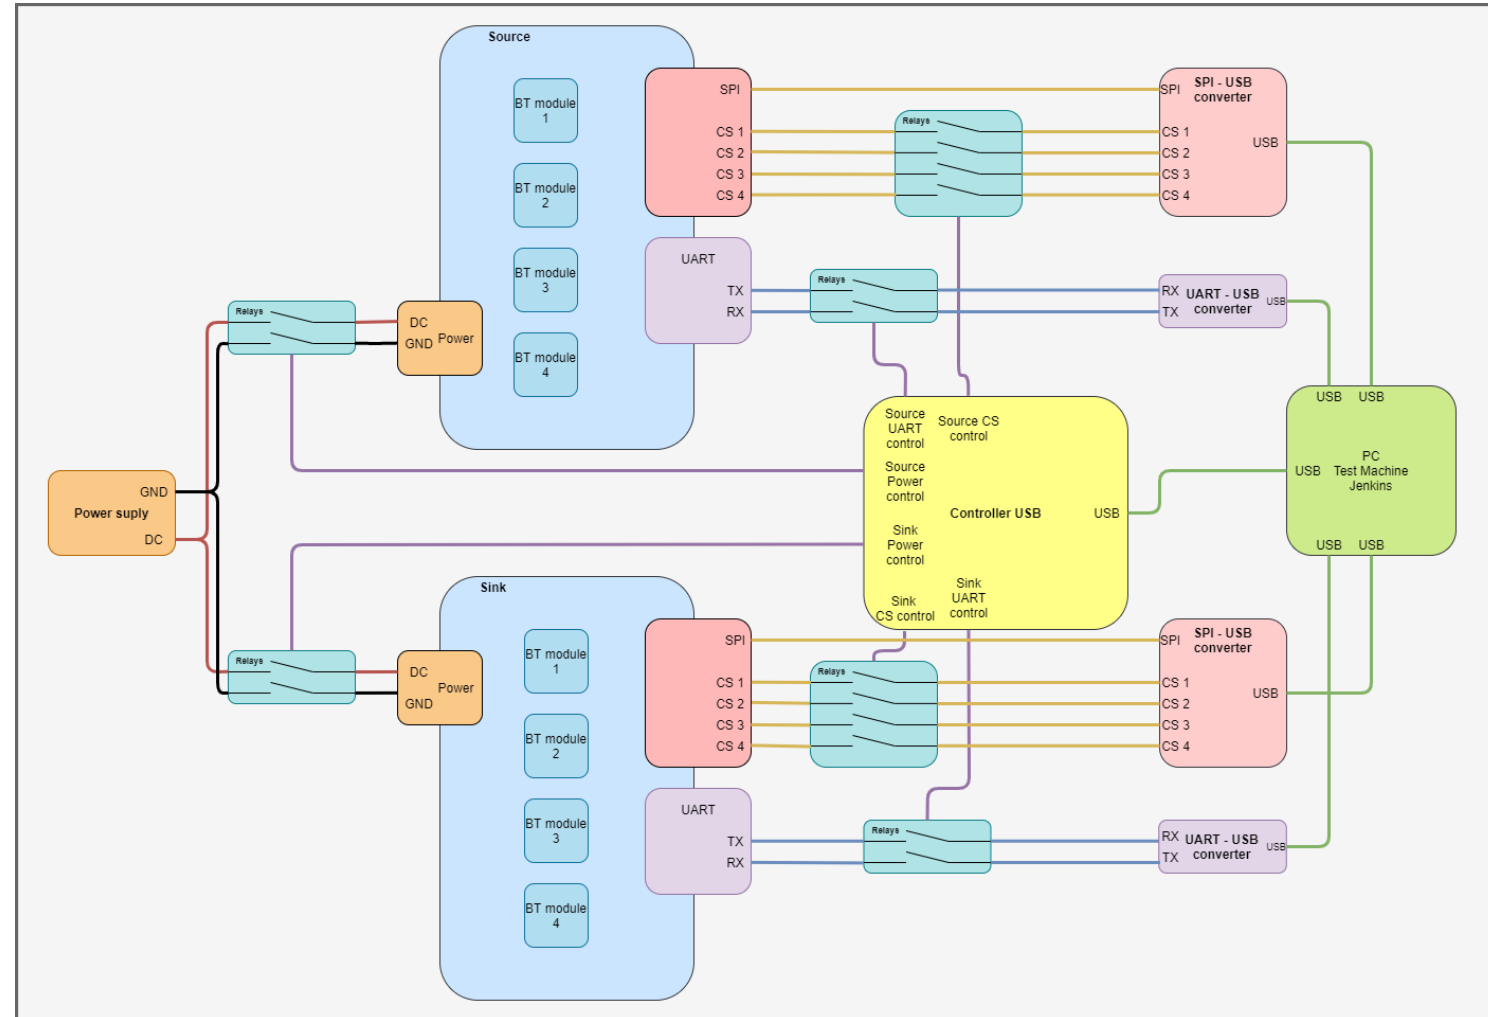 Source
BT module
1
BT module
2
BT module
3
BT module
4
SPI
CS 1
CS 2
CS 3
CS 4
Relays
SPI
CS 1
CS 2
CS 3
CS 4
SPI - USB
converter
USB
UART
TX
RX
Relays
RX
TX
UART - USB
converter
USB
Relays
DC
GND
Power
GND
Power suply
DC
Source
UART
control
Source CS
control
Source
Power
control
Controller USB
USB
Sink
Power
control
Sink
CS control
Sink
UART
control
USB
USB
USB
PC
Test Machine
Jenkins
USB
USB
Sink
BT module
1
BT module
2
BT module
3
BT module
4
Relays
DC
GND
Power
SPI
CS 1
CS 2
CS 3
CS 4
Relays
SPI
CS 1
CS 2
CS 3
CS 4
SPI - USB
converter
USB
UART
TX
RX
Relays
RX
TX
UART - USB
converter
USB